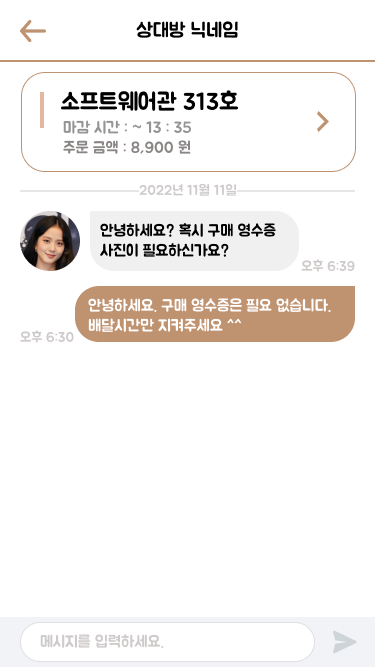 상대방 닉네임
소프트웨어관 313호
마감 시간 : ~ 13 : 35
주문 금액 : 8,900 원
2022년 11월 11일
안녕하세요? 혹시 구매 영수증
사진이 필요하신가요?
오후 6:39
안녕하세요. 구매 영수증은 필요 없습니다.
배달시간만 지켜주세요 ^^
오후 6:30
메시지를 입력하세요.